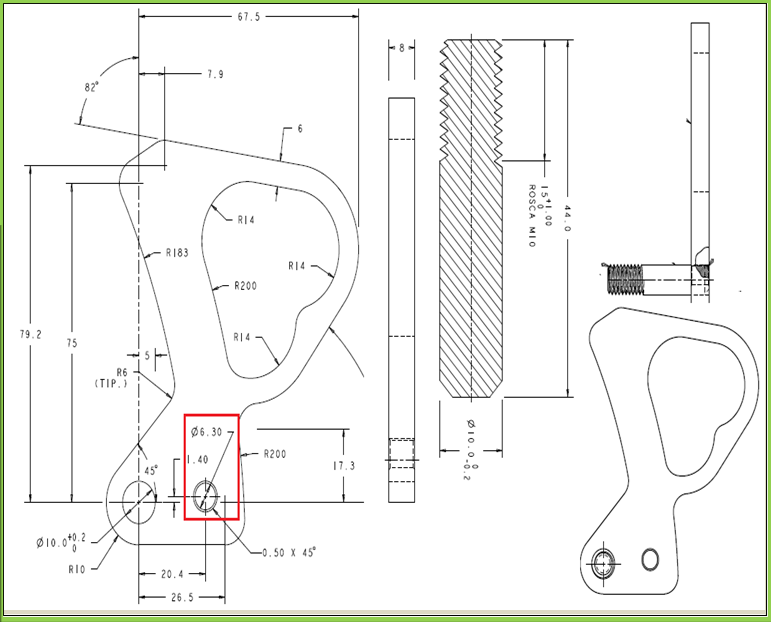 67.5
7.9
82°
6
8
R14
R183
R14
R200
R14
79.2
75
5
R6
(TIP.)
Ø6.30
1.40
R200
17.3
45°
Ø10.0 +0.2
0
0.50 X 45°
R10
20.4
26.5
15 +1.00
0
ROSCA M10
44.0
Ø10.0 0
-0.2